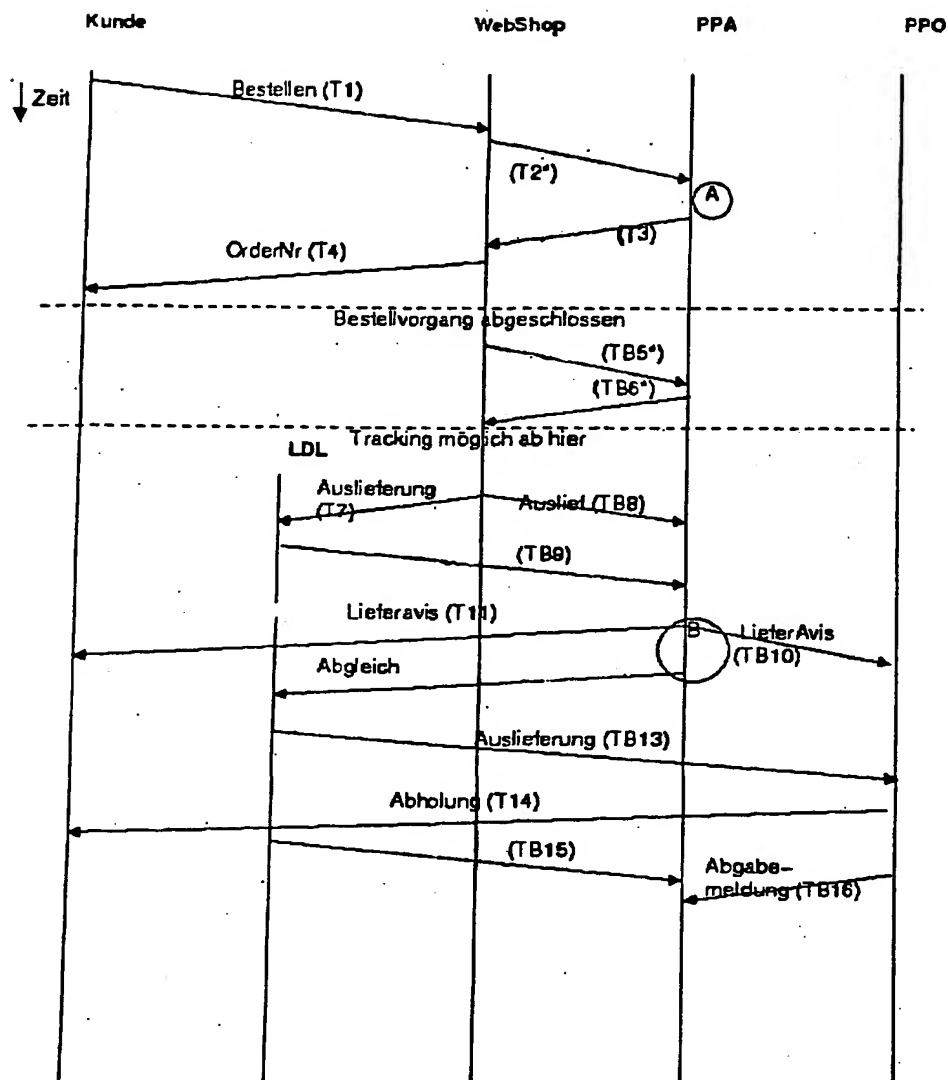 Kunde
WebShop
PPA
PPO
Zeit
Bestellen (T1)
(T2*)
A
(T3)
OrderNr (T4)
Bestellvorgang abgeschlossen
(TB5*)
(TB6*)
Tracking möglich ab hier
LDL
Auslieferung
(T7)
Auslief (TB8)
(TB9)
Lieferavis (T11)
B
LieferAvis
(TB10)
Abgleich
Auslieferung (TB13)
Abholung (T14)
(TB15)
Abgabe-
meldung (TB16)